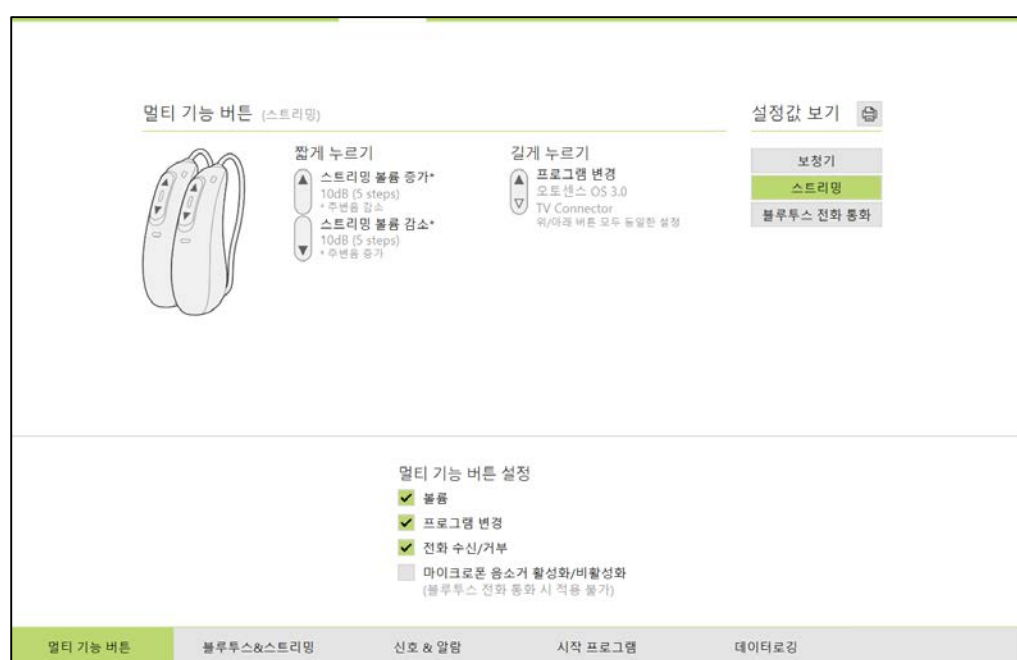 멀티 기능 버튼 (스트리밍)
설정값 보기
짧게 누르기
스트리밍 볼륨 증가*
10dB (5 steps)
* 주변음 감소
스트리밍 볼륨 감소*
10dB (5 steps)
* 주변음 증가
길게 누르기
프로그램 변경
오토센스 OS 3.0
TV Connector
위/아래 버튼 모두 동일한 설정
보청기
스트리밍
블루투스 전화 통화
멀티 기능 버튼 설정
볼륨
프로그램 변경
전화 수신/거부
마이크로폰 음소거 활성화/비활성화
(블루투스 전화 통화 시 적용 불가)
멀티 기능 버튼
블루투스&스트리밍
신호 & 알람
시작 프로그램
데이터로깅